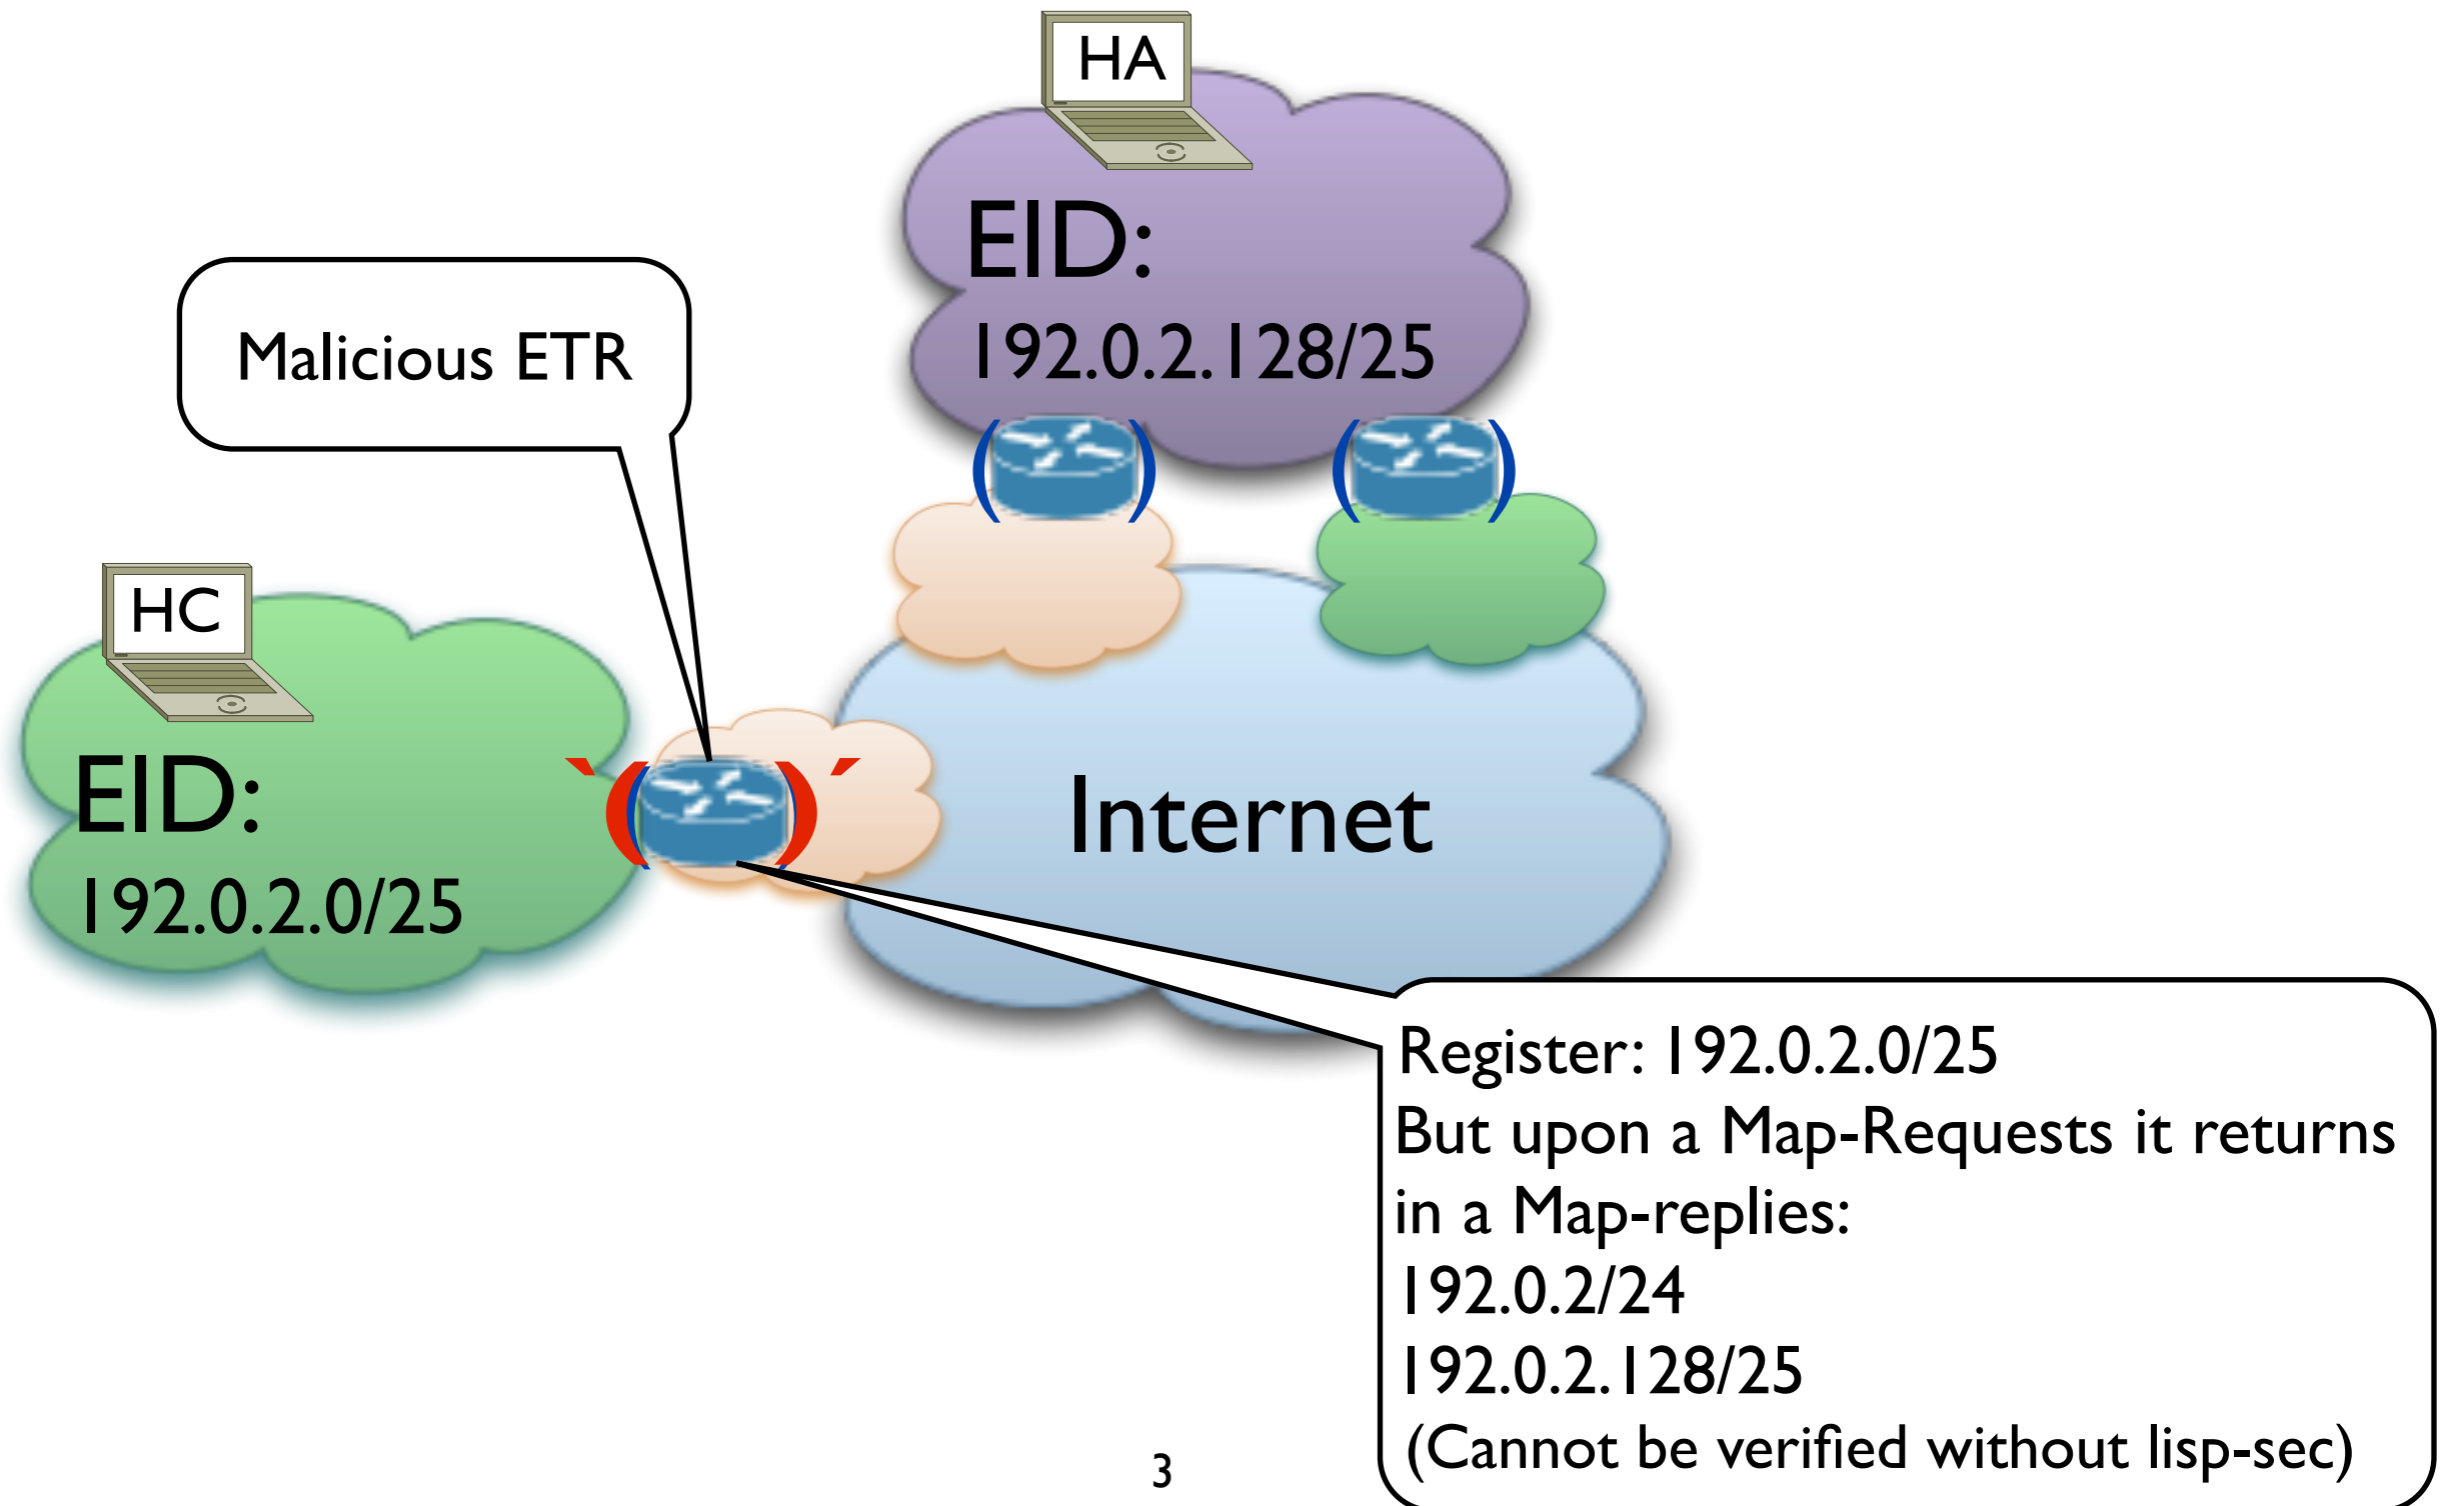 HA
EID:
192.0.2.128/25
Malicious ETR
HC
EID:
192.0.2.0/25
`( ( ) )´
( )
( )
Internet
Register: 192.0.2.0/25
But upon a Map-Requests it returns
in a Map-replies:
192.0.2/24
192.0.2.128/25
(Cannot be verified without lisp-sec)
3